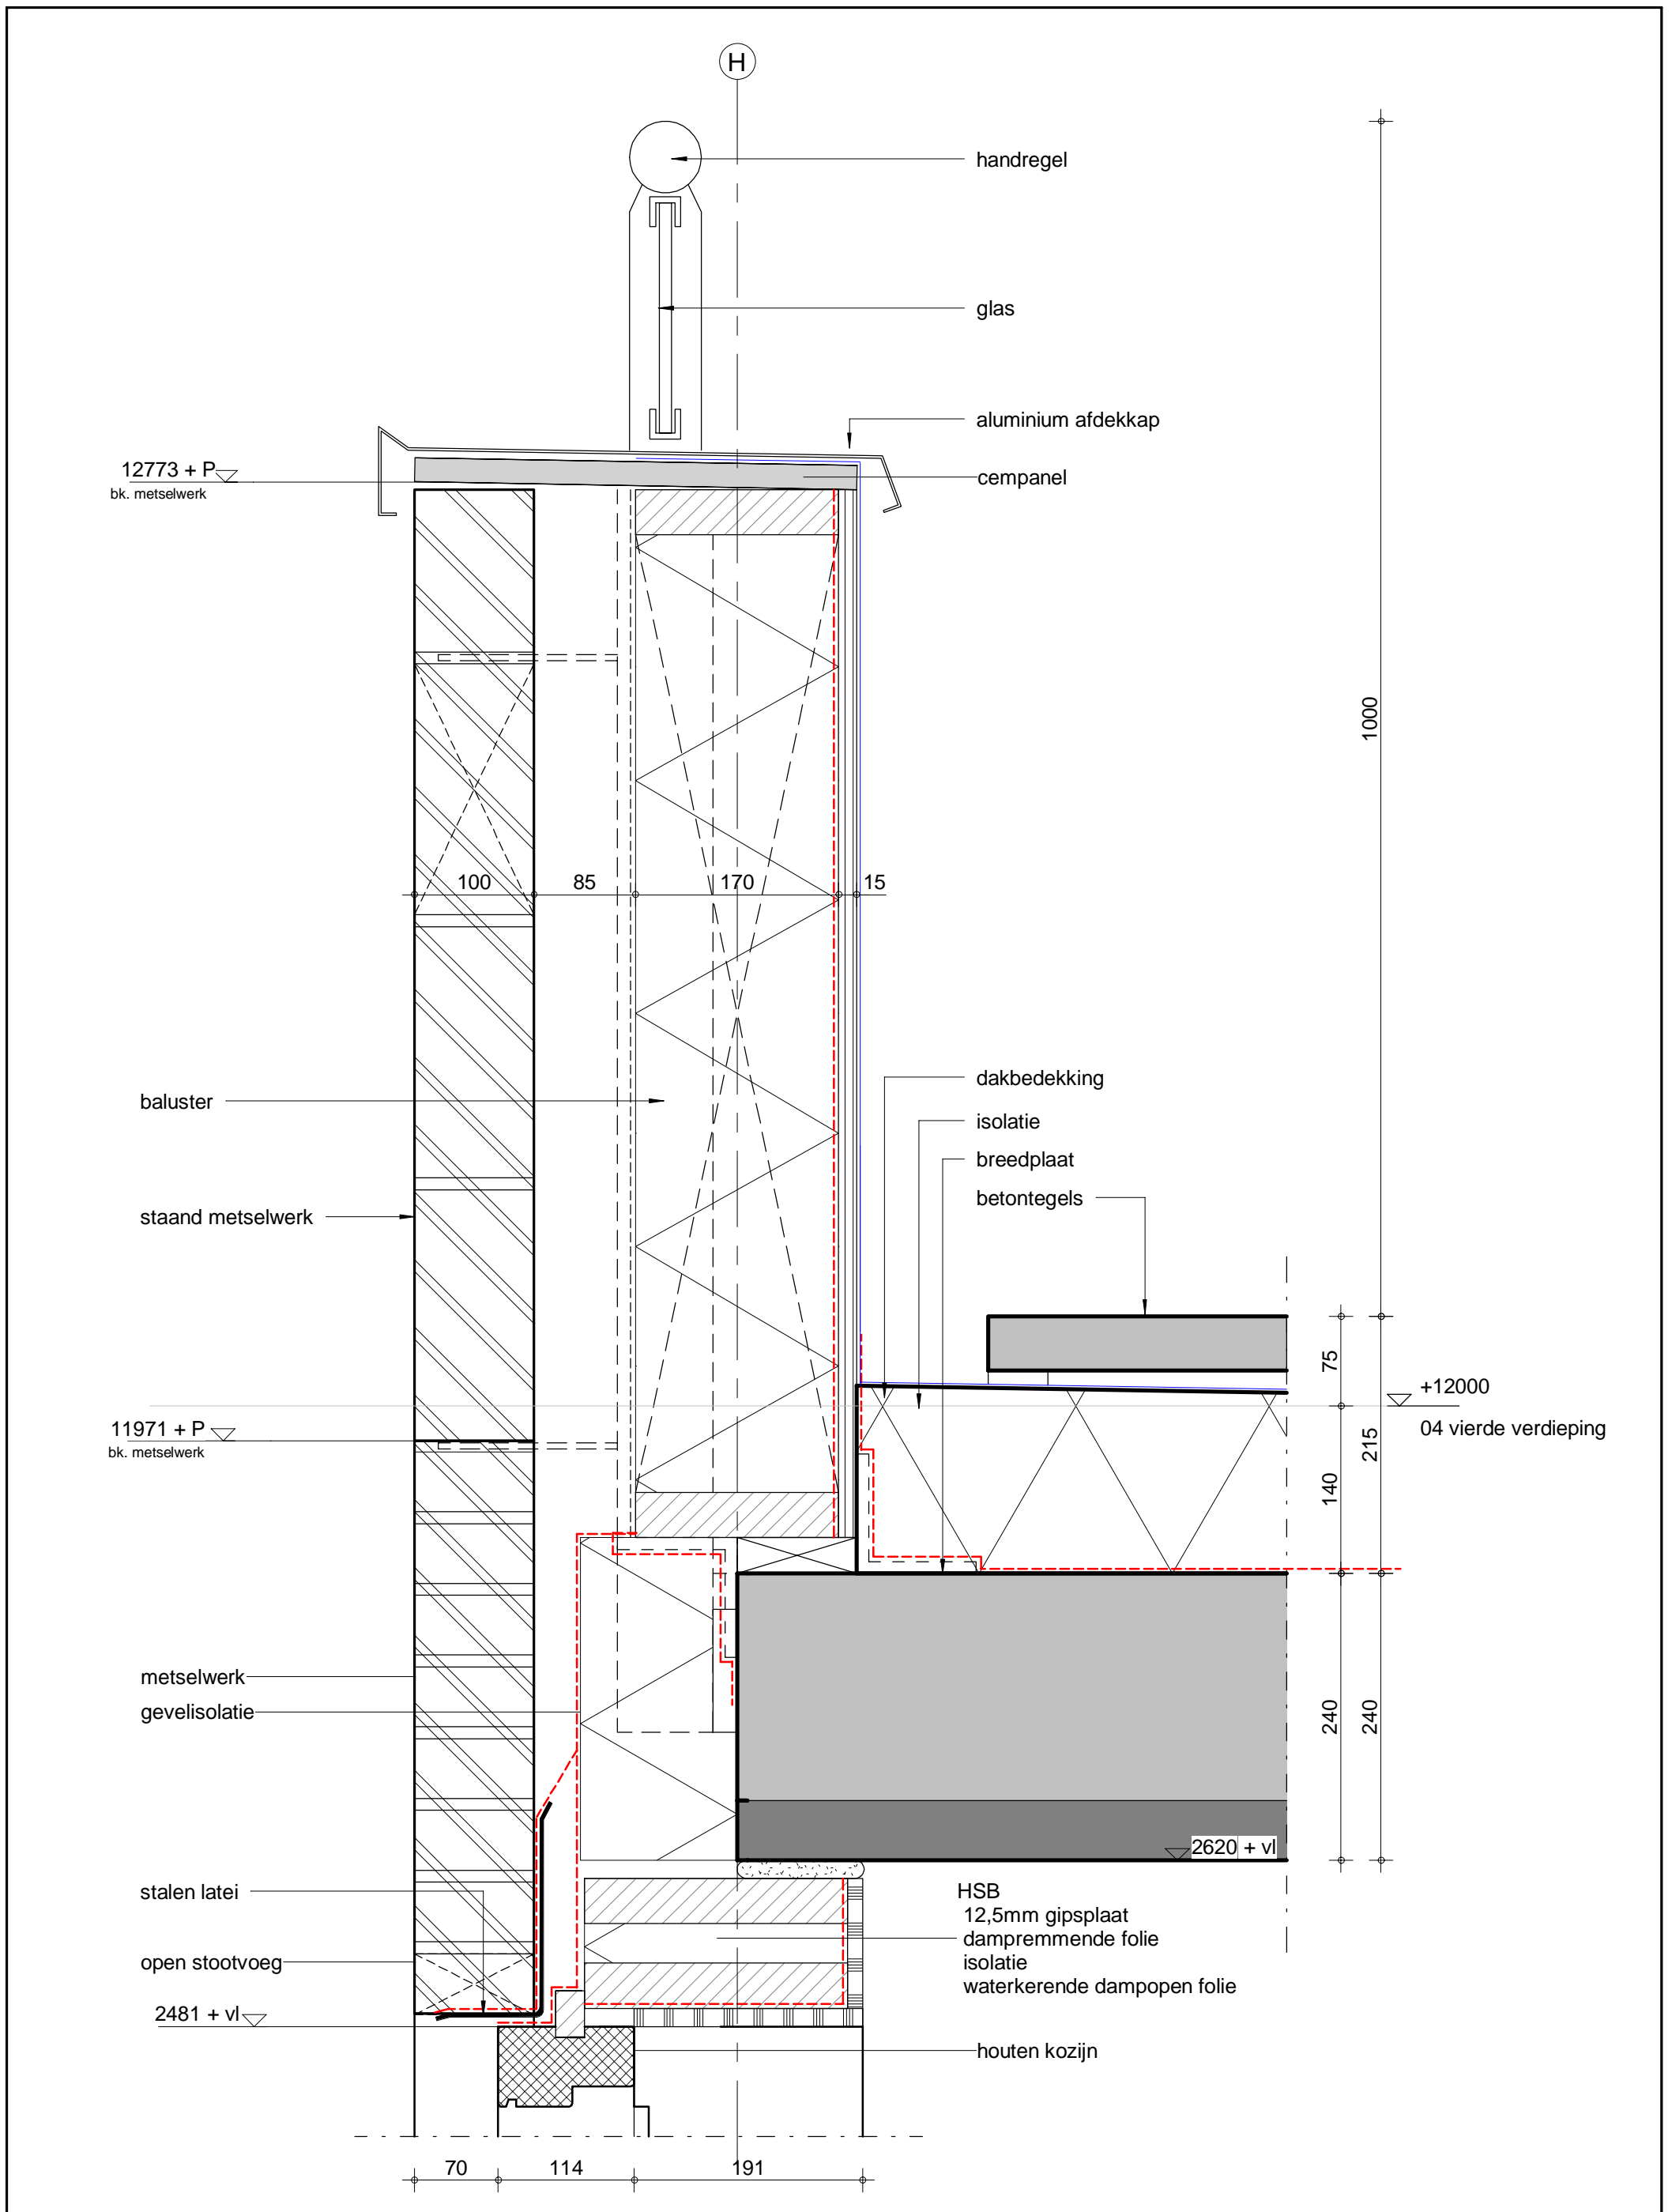 H
handregel
glas
aluminium afdekkap
12773 + P
bk. metselwerk
cempanel
1000
100
85
170
15
dakbedekking
baluster
isolatie
breedplaat
betontegels
staand metselwerk
75
+12000
04 vierde verdieping
11971 + P
bk. metselwerk
215
140
metselwerk
gevelisolatie
240
240
2620 + vl
stalen latei
HSB
12,5mm gipsplaat
dampremmende folie
isolatie
waterkerende dampopen folie
open stootvoeg
2481 + vl
houten kozijn
70
114
191